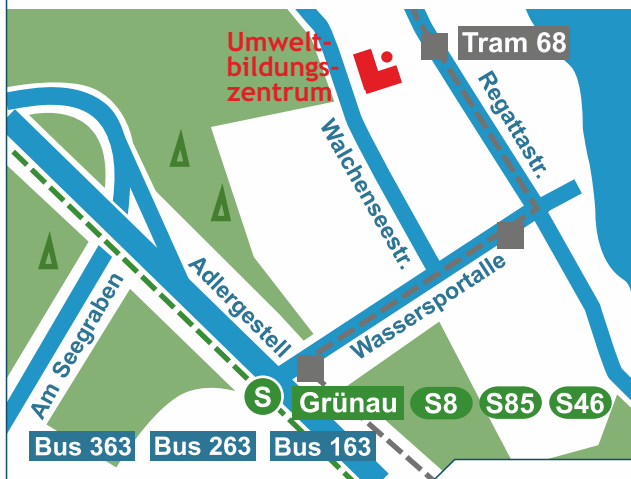 Umwelt-
bildungs-
zentrum
Tram 68
Regattastr.
Walchenseestr.
Adlergestell
Wassersportalle
Am Seegraben
S
Grünau
S8
S85
S46
Bus 363
Bus 263
Bus 163